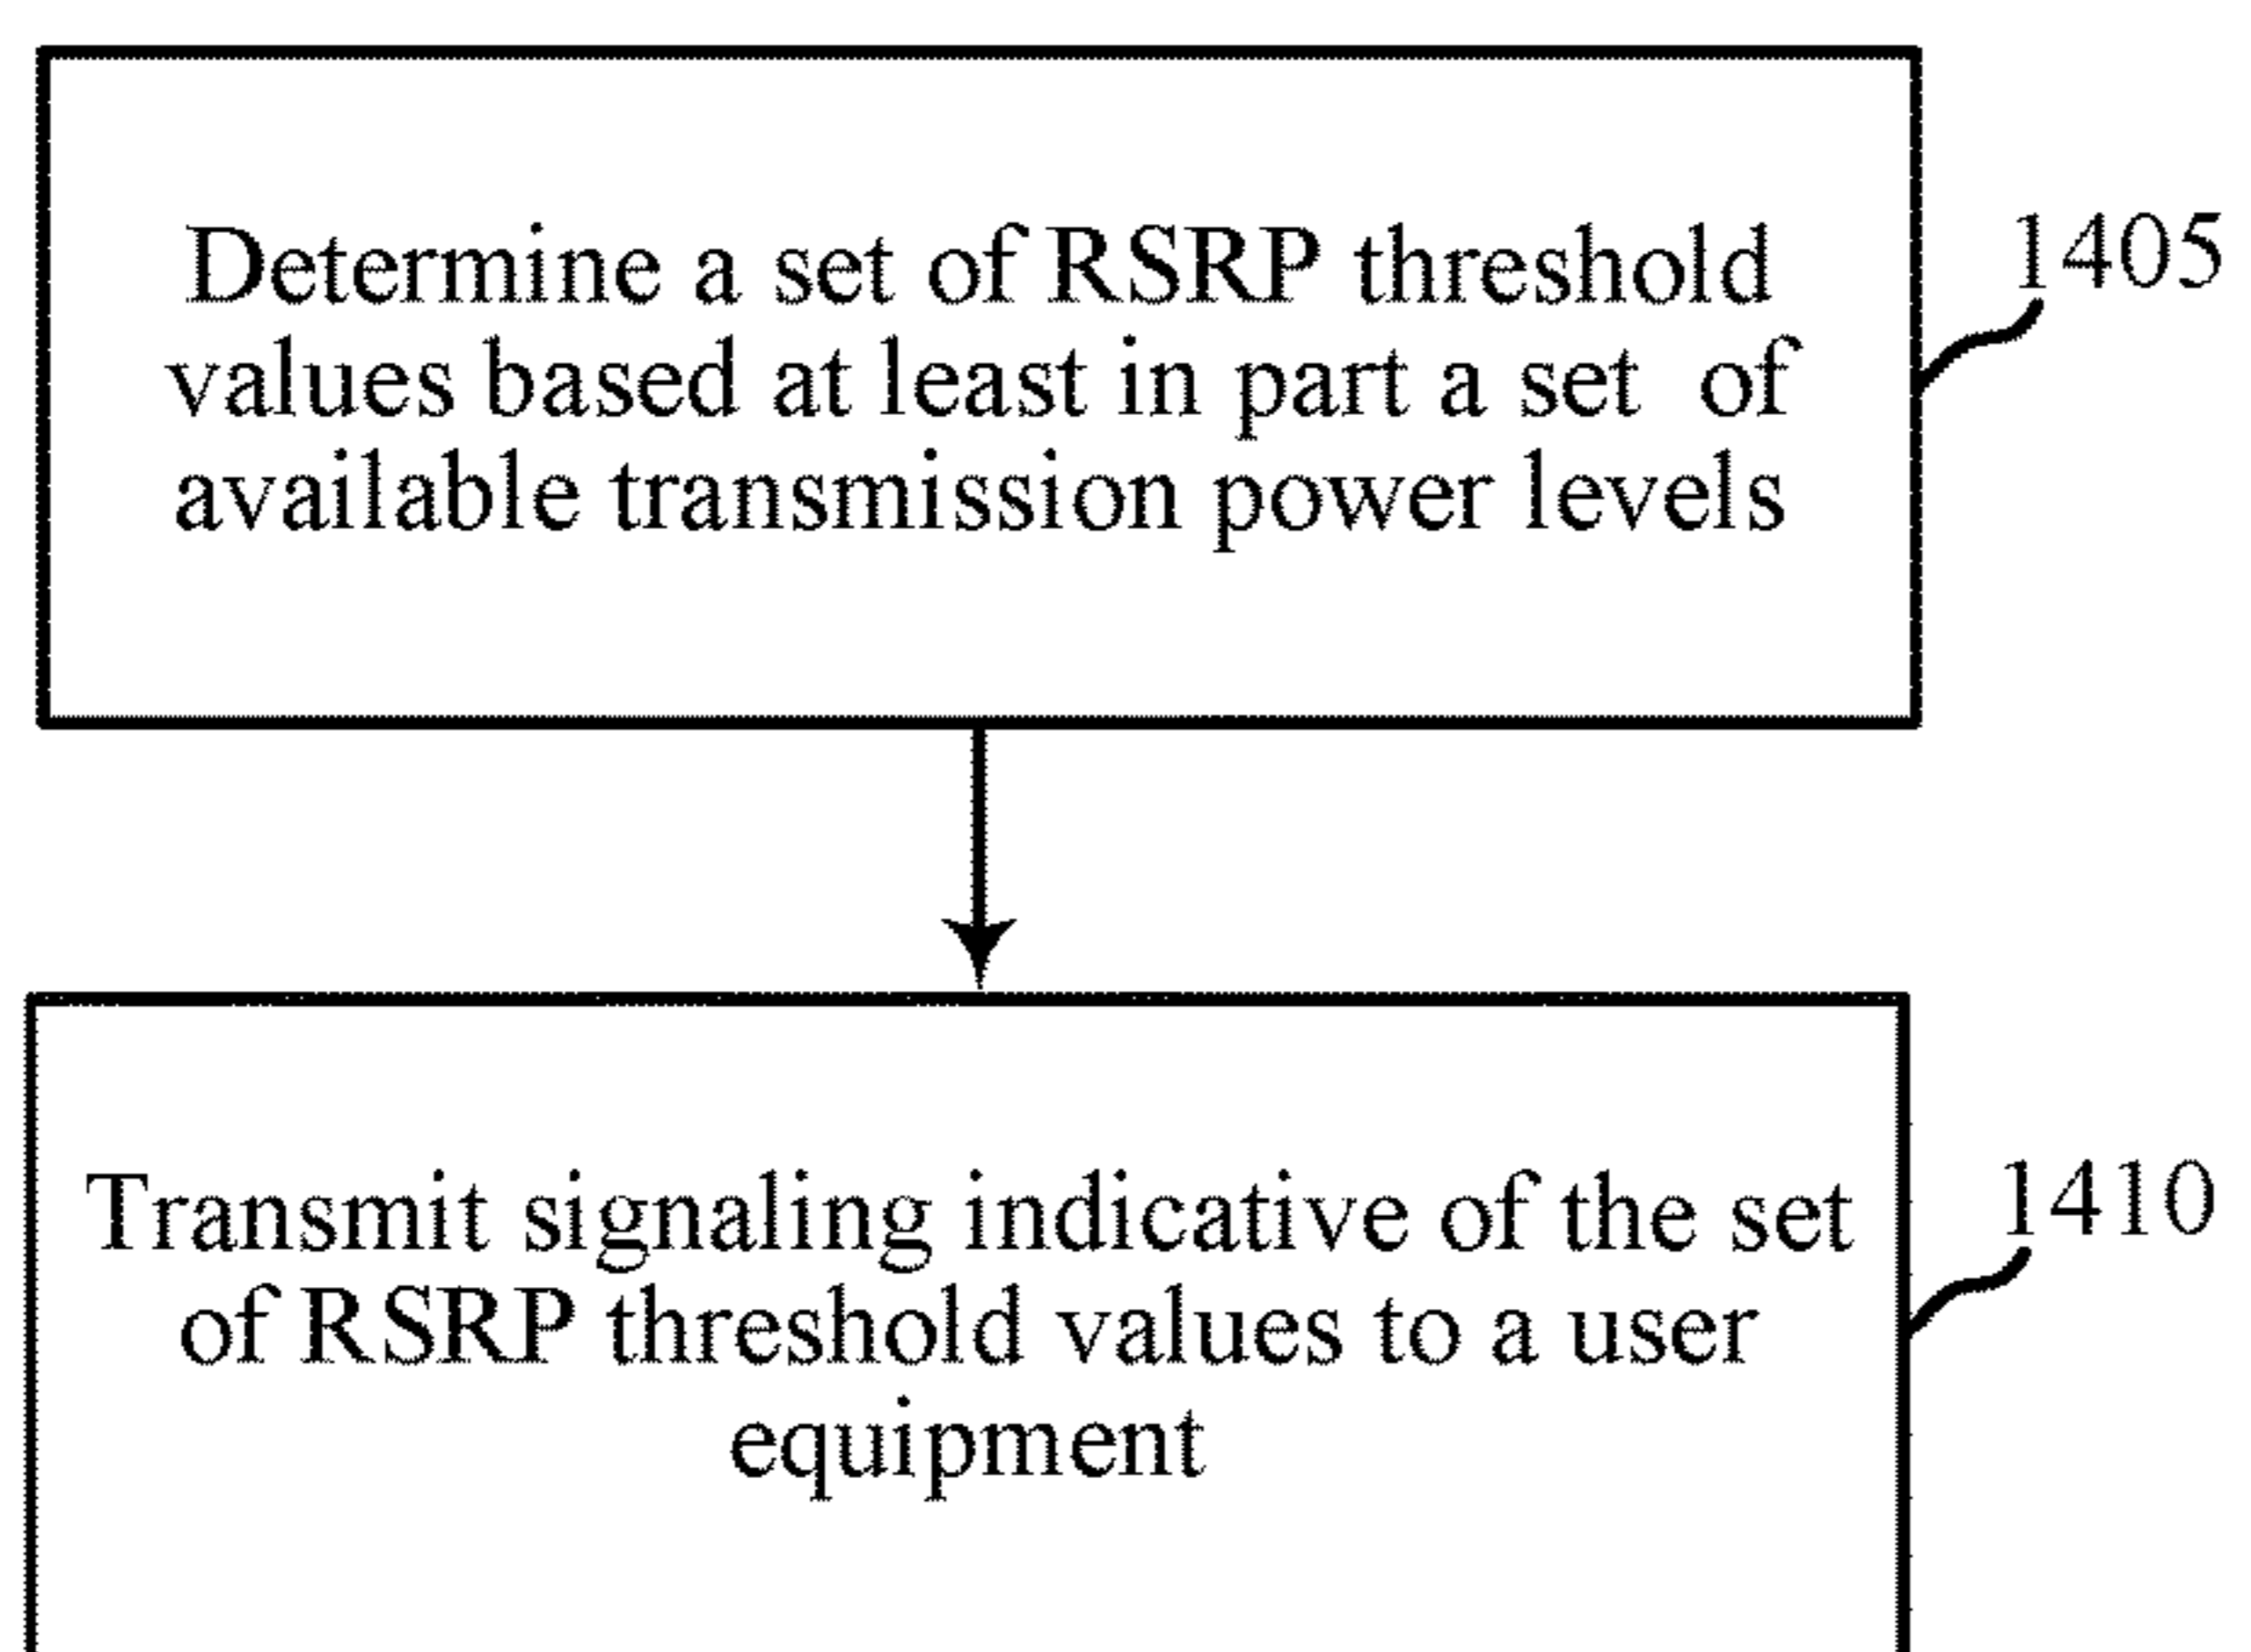 Determine a set of RSRP threshold
values based at least in part a set of
available transmission power levels
1405
Transmit signaling indicative of the set
of RSRP threshold values to a user
equipment
1410